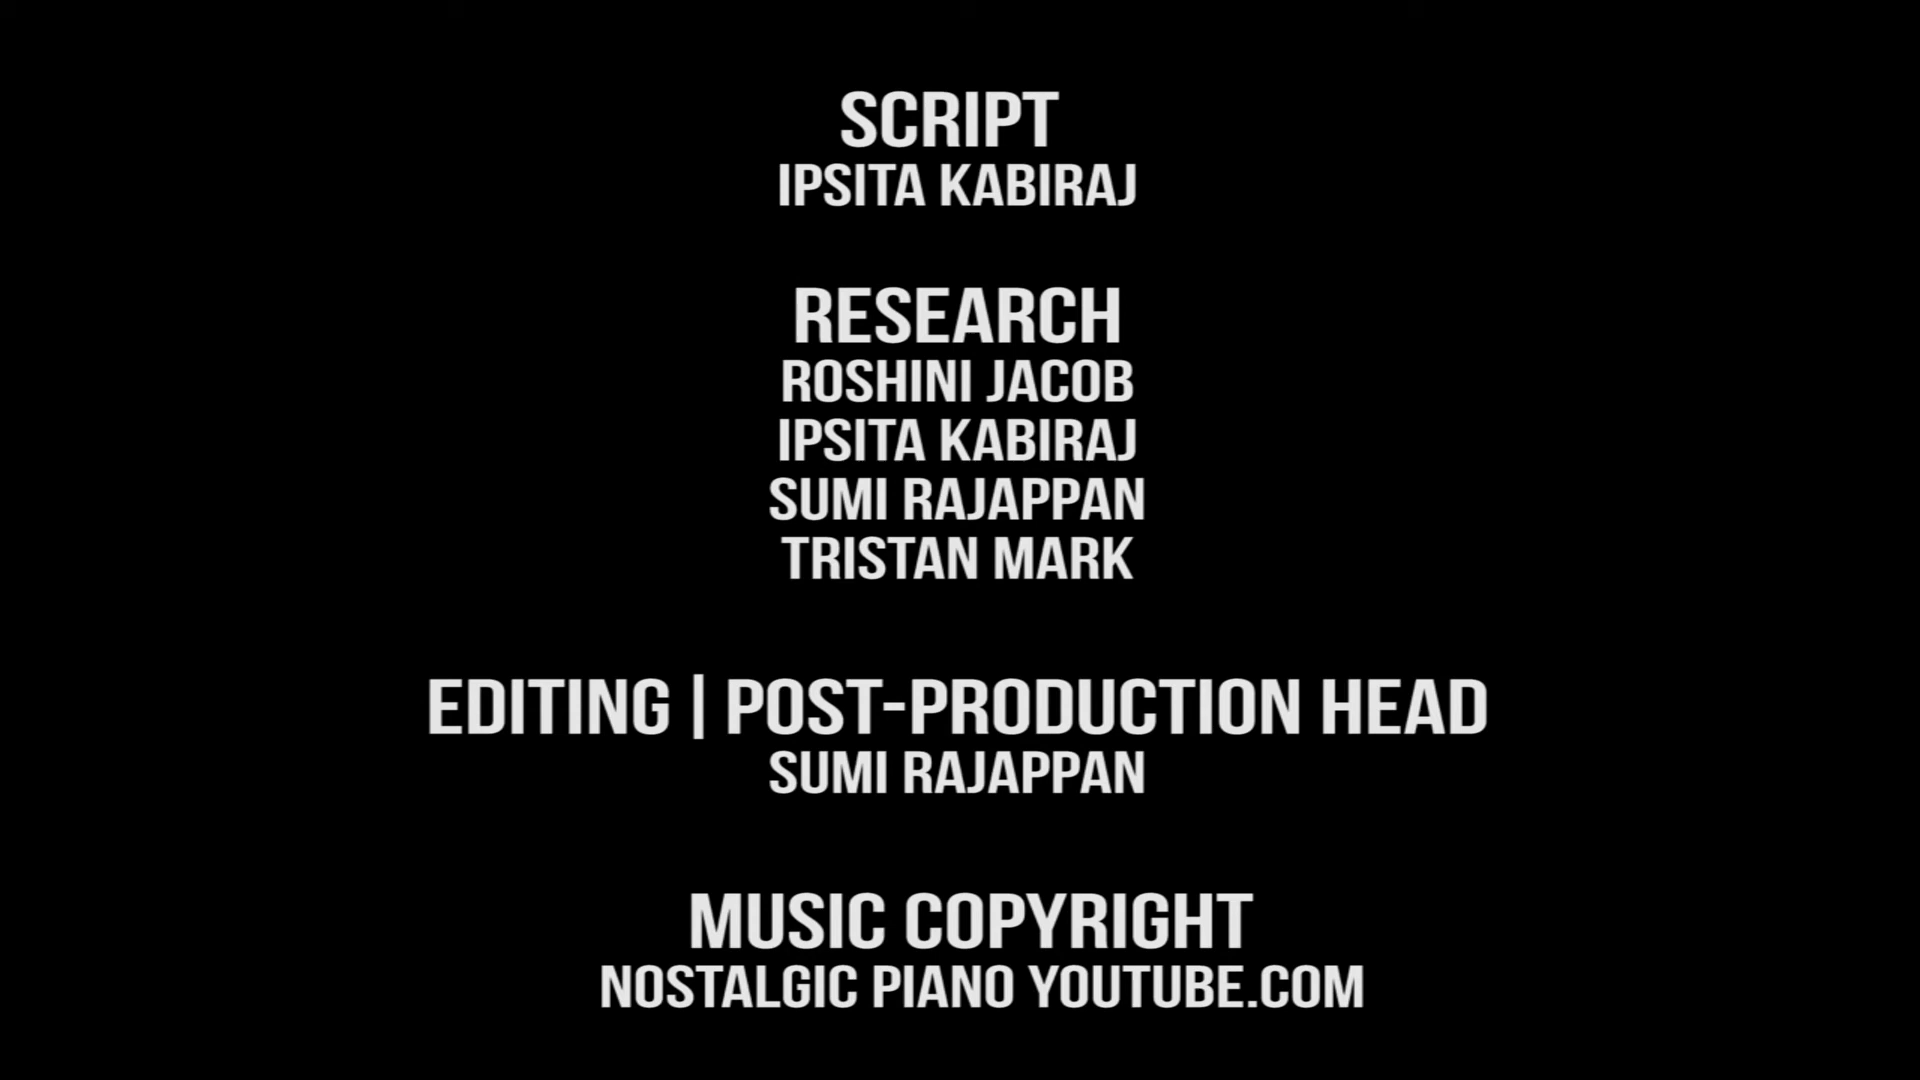 SCRIPT
IPSITA KABIRAJ
RESEARCH
ROSHINI JACOB
IPSITA KABIRAJ
SUMI RAJAPPAN
TRISTAN MARK
EDITING | POST-PRODUCTION HEAD
SUMI RAJAPPAN
MUSIC COPYRIGHT
NOSTALGIC PIANO YOUTUBE.COM